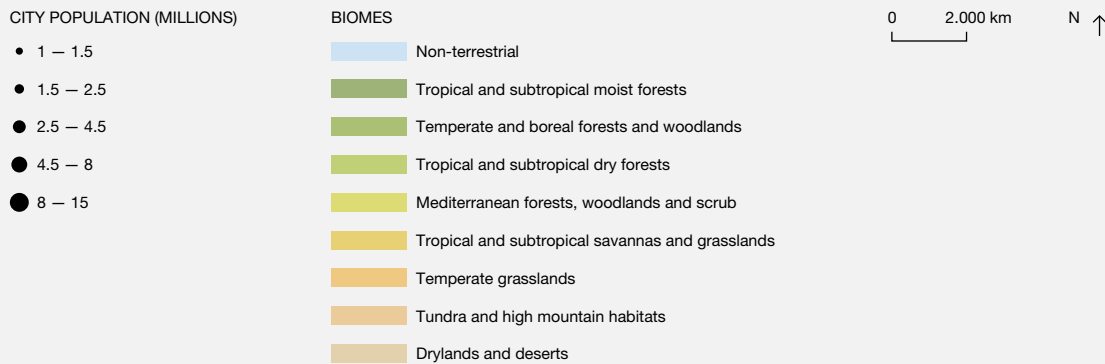 CITY POPULATION (MILLIONS)
1 — 1.5
1.5 — 2.5
2.5 — 4.5
4.5 — 8
8 — 15
BIOMES
Non-terrestrial
Tropical and subtropical moist forests
Temperate and boreal forests and woodlands
Tropical and subtropical dry forests
Mediterranean forests, woodlands and scrub
Tropical and subtropical savannas and grasslands
Temperate grasslands
Tundra and high mountain habitats
Drylands and deserts
0 2.000 km
N